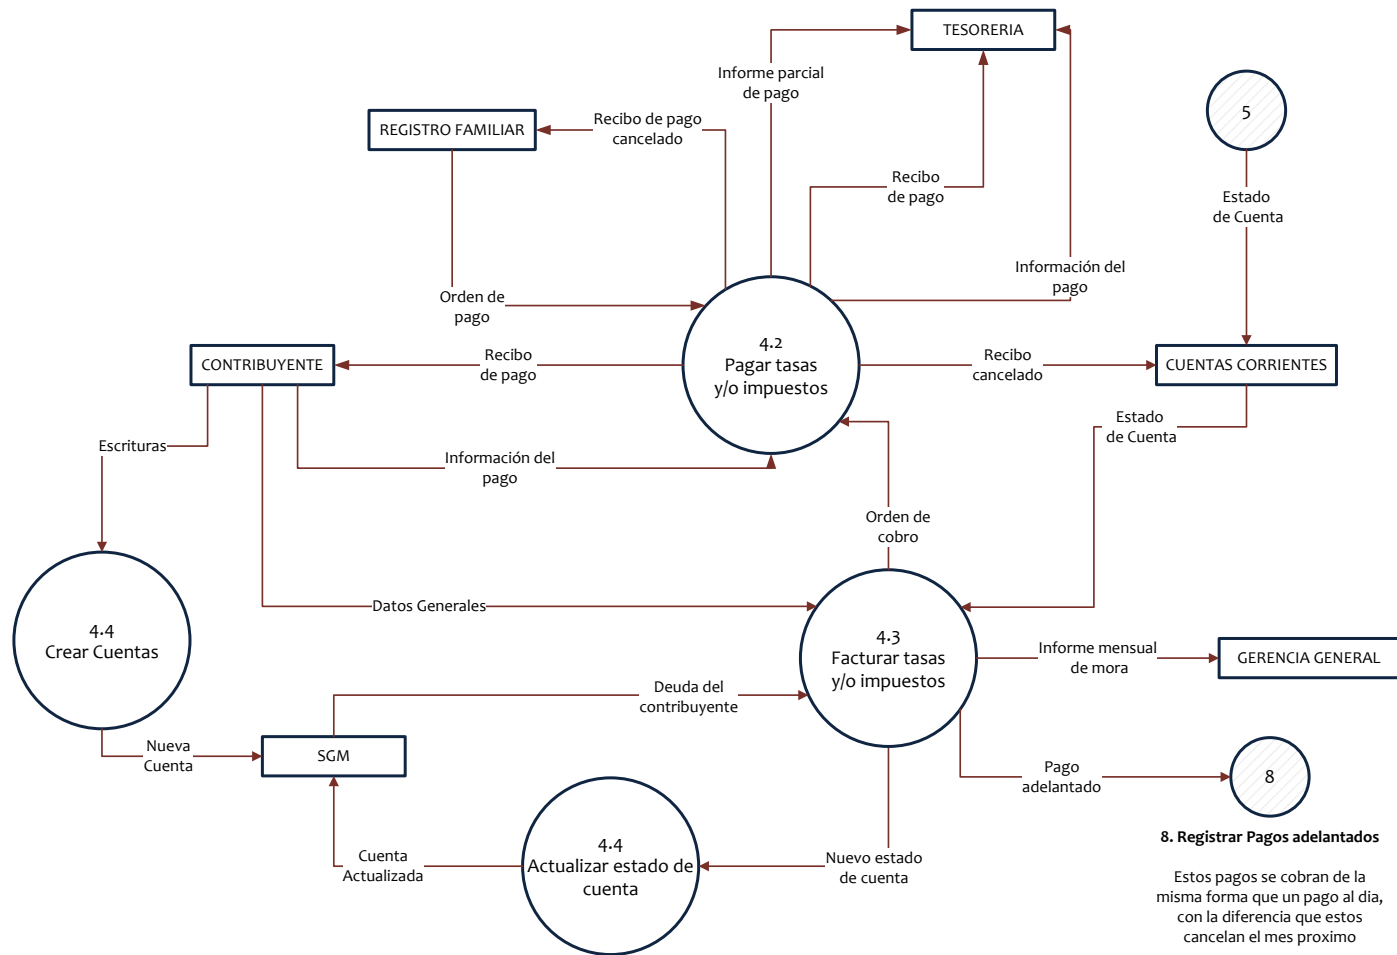 TESORERIA
Informe parcial
de pago
5
REGISTRO FAMILIAR
Recibo de pago
cancelado
Recibo
de pago
Estado
de Cuenta
Información del
pago
Orden de
pago
4.2
Pagar tasas
y/o impuestos
CONTRIBUYENTE
Recibo
de pago
Recibo
cancelado
CUENTAS CORRIENTES
Estado
de Cuenta
Escrituras
Información del
pago
Orden de
cobro
Datos Generales
4.4
Crear Cuentas
4.3
Facturar tasas
y/o impuestos
Informe mensual
de mora
GERENCIA GENERAL
Deuda del
contribuyente
Nueva
Cuenta
SGM
Pago
adelantado
8
8. Registrar Pagos adelantados
4.4
Actualizar estado de
cuenta
Cuenta
Actualizada
Nuevo estado
de cuenta
Estos pagos se cobran de la
misma forma que un pago al dia,
con la diferencia que estos
cancelan el mes proximo